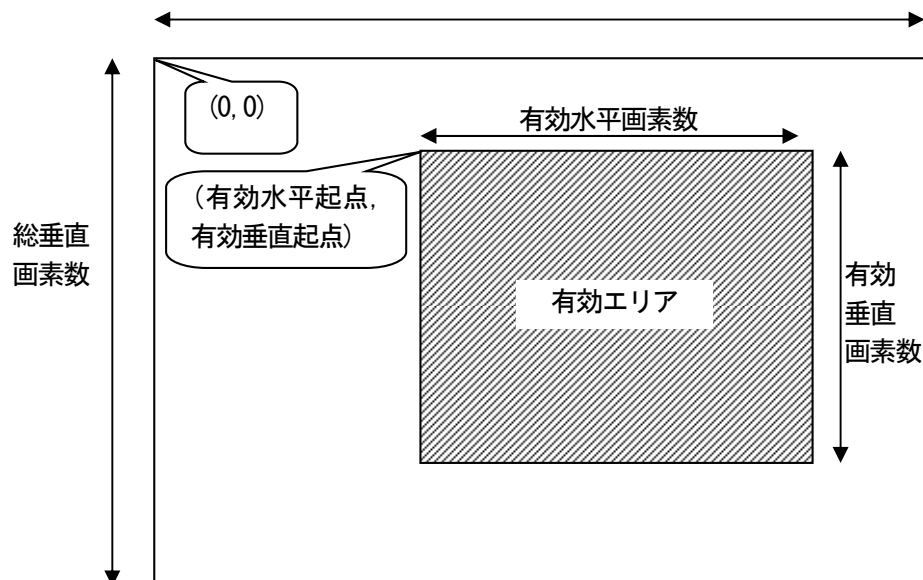 (0,0)
有効水平画素数
（有効水平起点,
有効垂直起点）
総垂直
画素数
有効エリア
有効
垂直
画素数